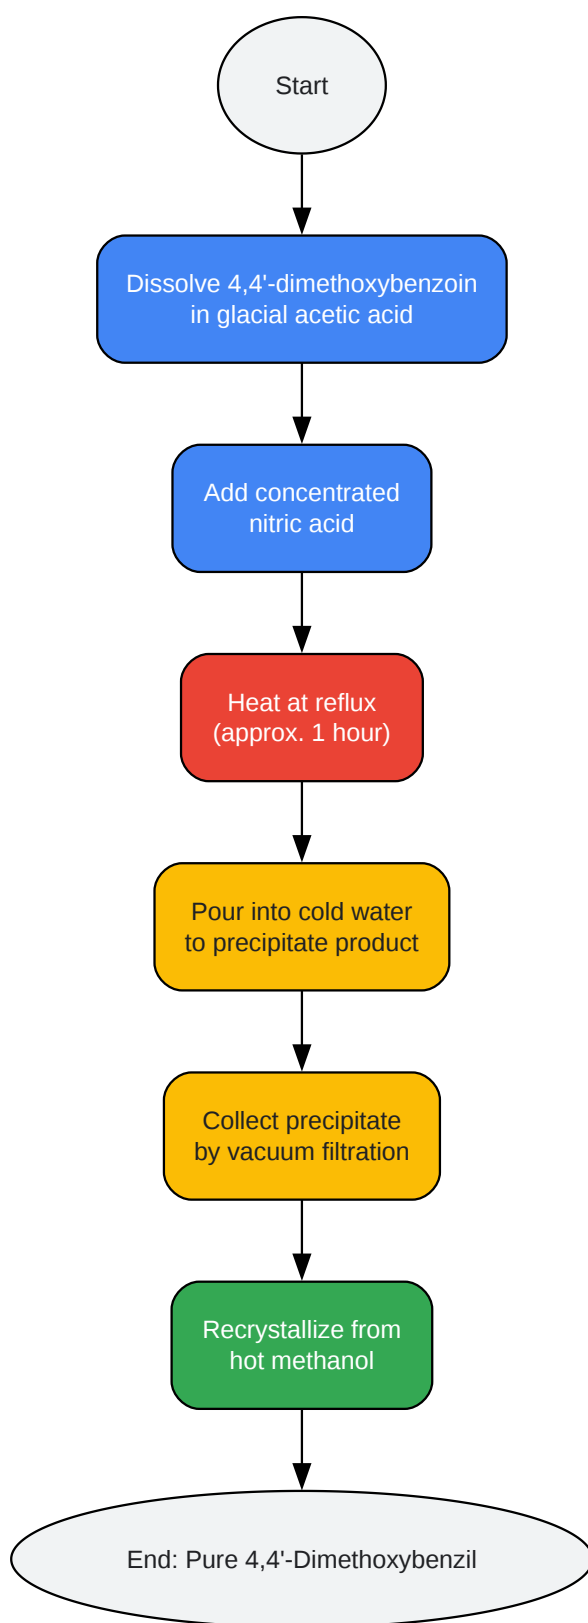 Start
Dissolve 4,4'-dimethoxybenzoin
in glacial acetic acid
Add concentrated
nitric acid
Heat at reflux
(approx. 1 hour)
Pour into cold water
to precipitate product
Collect precipitate
by vacuum filtration
Recrystallize from
hot methanol
End: Pure 4,4'-Dimethoxybenzil